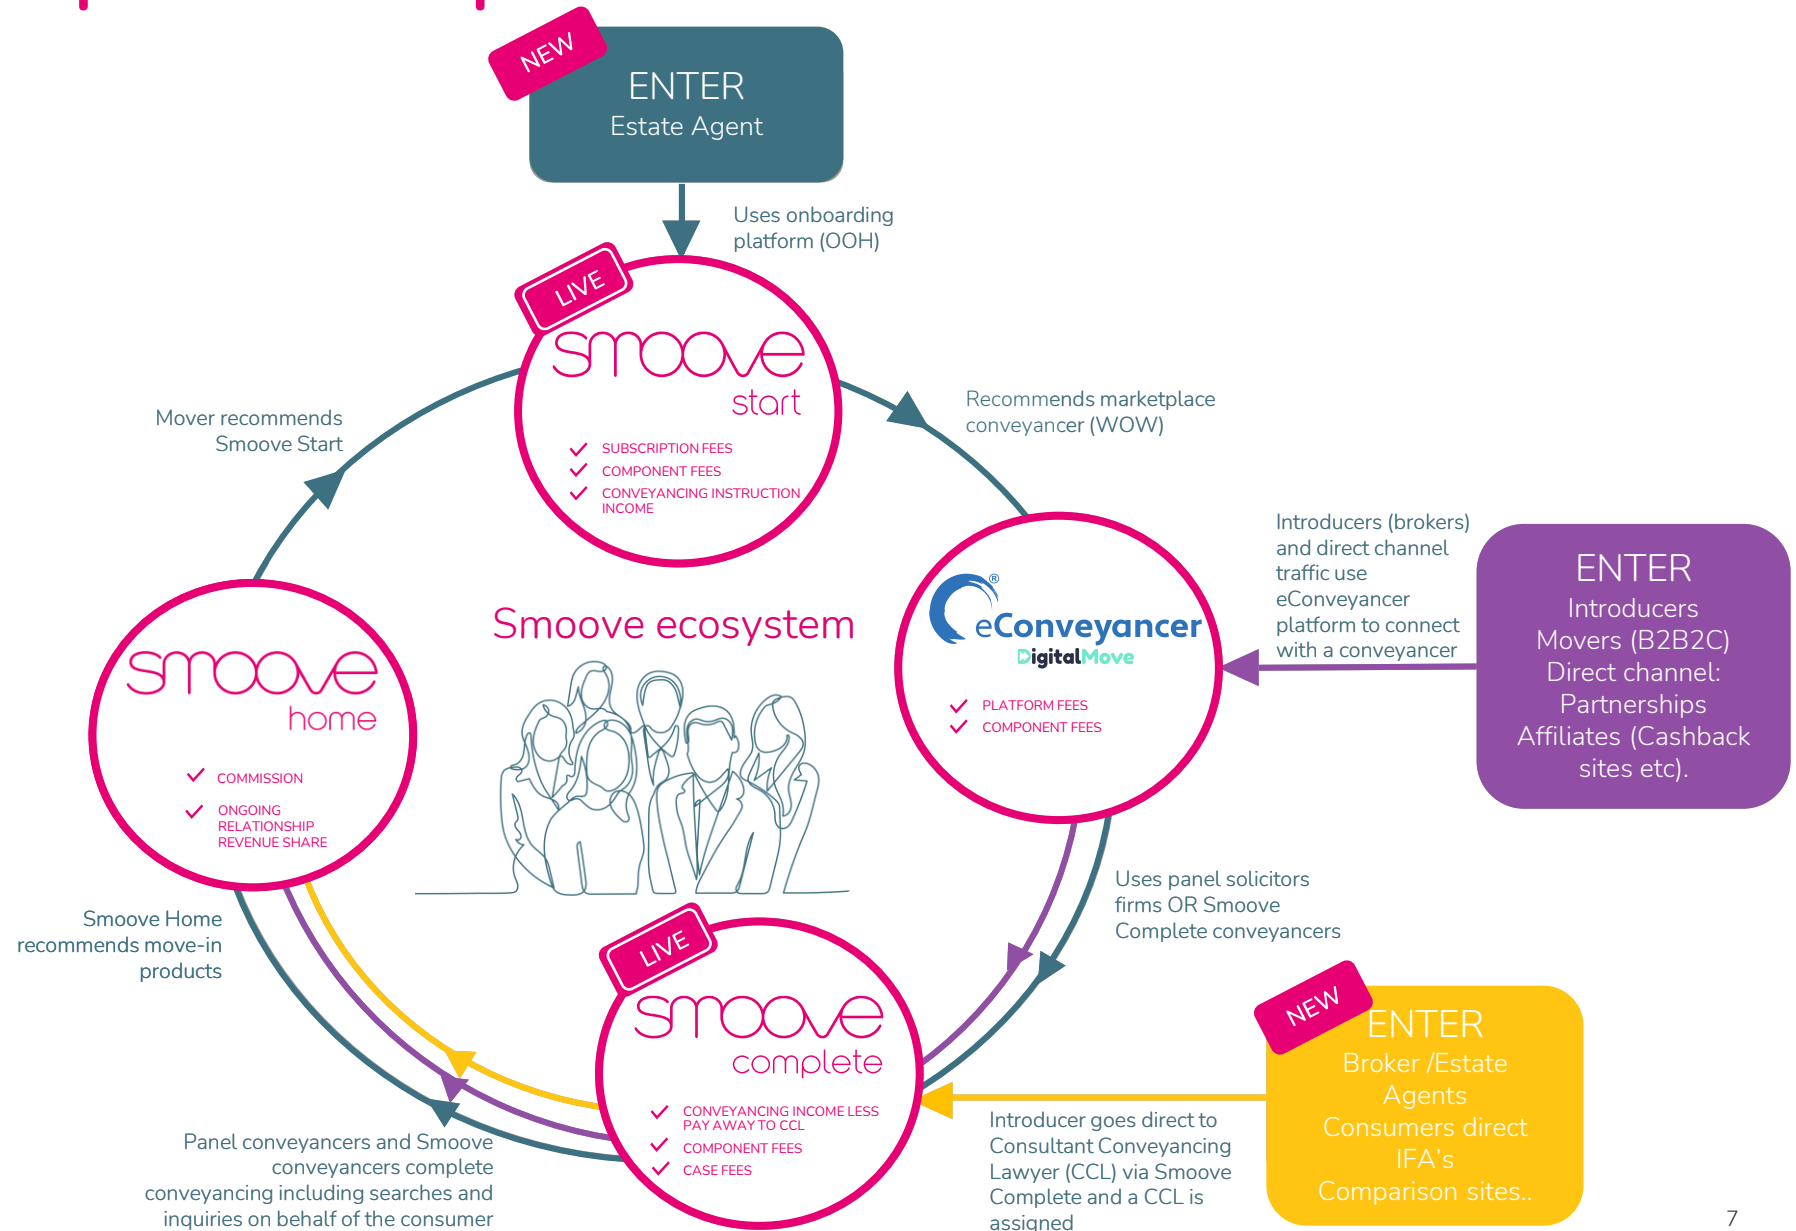 NEW
ENTER
Estate Agent
Uses onboarding
platform (OOH)
LIVE
smoove
start
SUBSCRIPTION FEES
COMPONENT FEES
CONVEYANCING INSTRUCTION
INCOME
Mover recommends
Smoove Start
Recommends marketplace
conveyancer (WOW)
Introducers (brokers)
and direct channel
traffic use
eConveyancer
platform to connect
with a conveyancer
ENTER
Introducers
Movers (B2B2C)
Direct channel:
Partnerships
Affiliates (Cashback
sites etc).
eConveyancer®
DigitalMove
PLATFORM FEES
COMPONENT FEES
Smoove ecosystem
smoove
home
COMMISSION
ONGOING
RELATIONSHIP
REVENUE SHARE
Smoove Home
recommends move-in
products
Uses panel solicitors
firms OR Smoove
Complete conveyancers
LIVE
smoove
complete
CONVEYANCING INCOME LESS
PAY AWAY TO CCL
COMPONENT FEES
CASE FEES
NEW
ENTER
Broker /Estate
Agents
Consumers direct
IFA's
Comparison sites..
Introducer goes direct to
Consultant Conveyancing
Lawyer (CCL) via Smoove
Complete and a CCL is
assigned
Panel conveyancers and Smoove
conveyancers complete
conveyancing including searches and
inquiries on behalf of the consumer
7